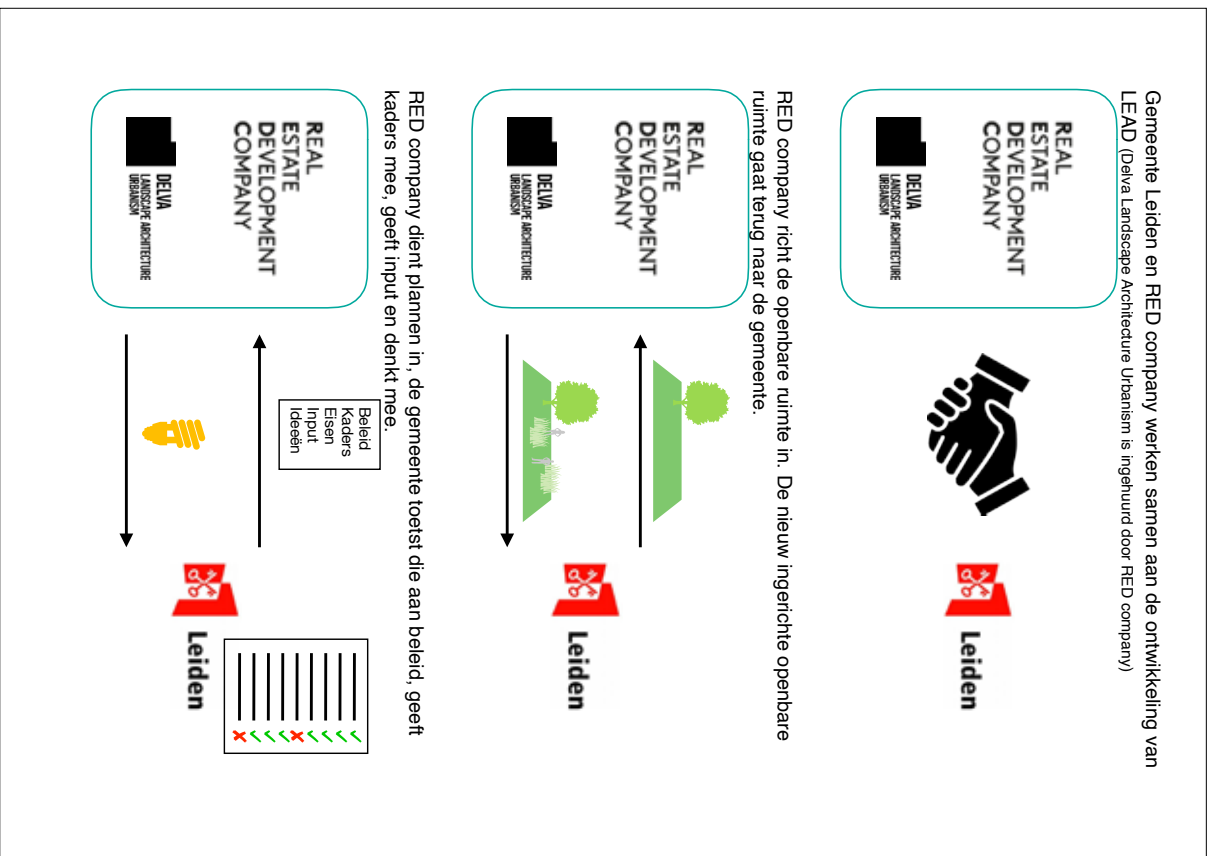 Gemeente Leiden en RED company werken samen aan de ontwikkeling van
LEAD (Delva Landscape Architecture Urbanism is ingehuurd door RED company)
REAL
ESTATE
DEVELOPMENT
COMPANY
DELVA
LANDSCAPE ARCHITECTURE
URBANISM
Leiden
RED company richt de openbare ruimte in. De nieuw ingerichte openbare
ruimte gaat terug naar de gemeente.
REAL
ESTATE
DEVELOPMENT
COMPANY
DELVA
LANDSCAPE ARCHITECTURE
URBANISM
Leiden
RED company dient plannen in, de gemeente toetst die aan beleid, geeft
kaders mee, geeft input en denkt mee.
REAL
ESTATE
DEVELOPMENT
COMPANY
DELVA
LANDSCAPE ARCHITECTURE
URBANISM
Beleid
Kaders
Eisen
Input
Ideeën
Leiden